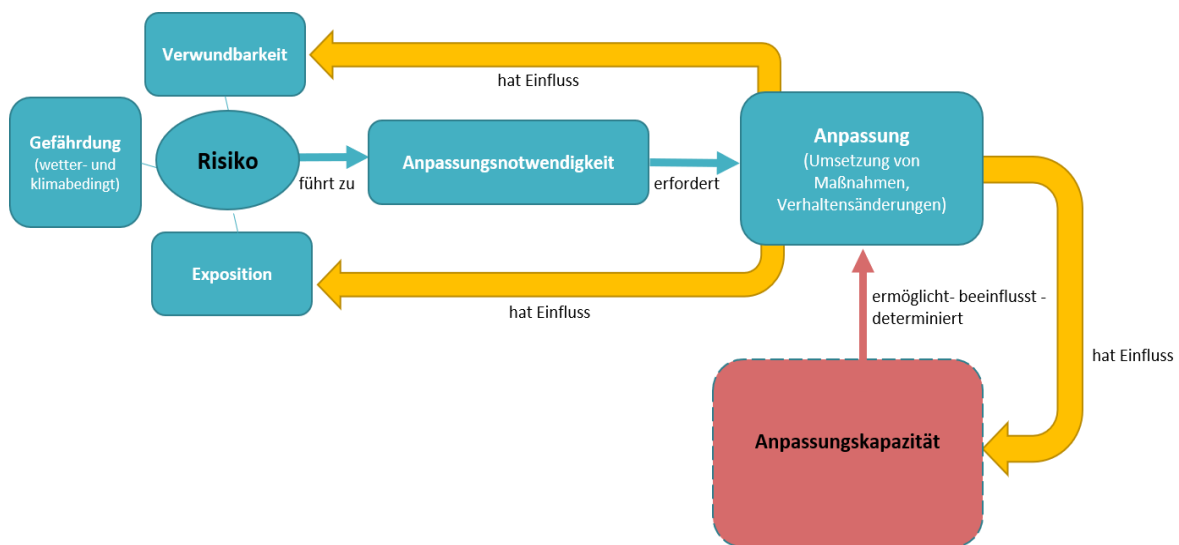 Verwundbarkeit
hat Einfluss
Gefährdung
(wetter- und
klimabedingt)
Risiko
führt zu
Anpassungsnotwendigkeit
erfordert
Anpassung
(Umsetzung von
Maßnahmen,
Verhaltensänderungen)
Exposition
hat Einfluss
ermöglicht- beeinflusst -
determiniert
hat Einfluss
Anpassungskapazität